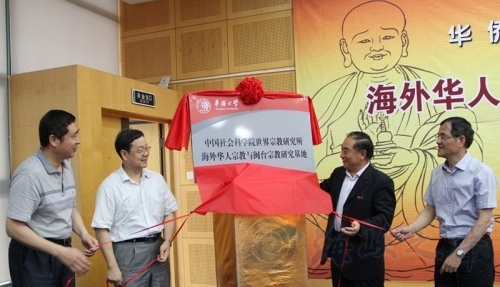 华侨
海外华人
华侨大学
中国社会科学院世界宗教研究所
海外华人宗教与闽台宗教研究基地